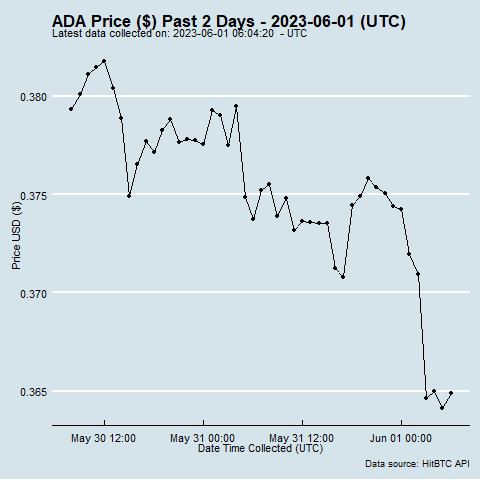 ADA Price ($) Past 2 Days - 2023-06-01 (UTC)
Latest data collected on: 2023-06-01 06:04:20  - UTC
Price USD ($)
0.380
0.375
0.370
0.365
May 30 12:00
May 31 00:00
May 31 12:00
Jun 01 00:00
Date Time Collected (UTC)
Data source: HitBTC API